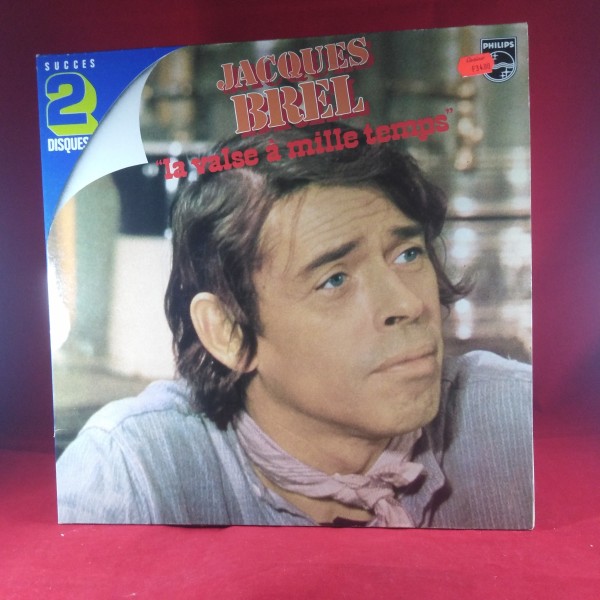 SUCCES
2
DISQUES
JACQUES
BREL
"la valse à mille temps"
PHILIPS